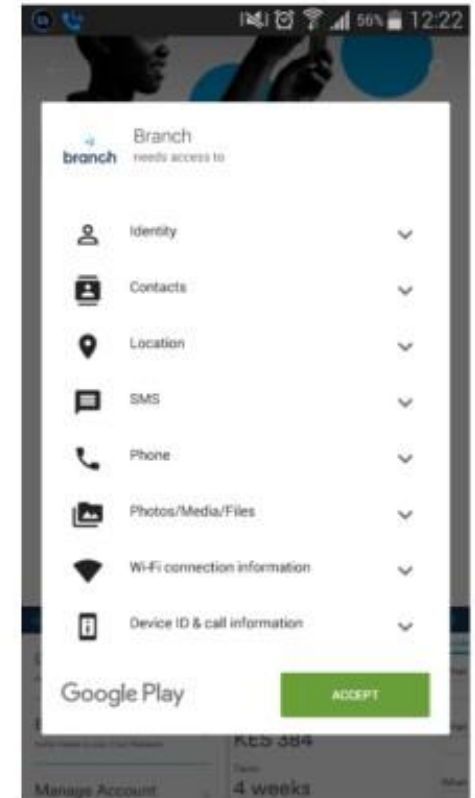 56% 12:22
Branch
branch needs access to
Identity
Contacts
Location
SMS
Phone
Photos/Media/Files
Wi-Fi connection information
Device ID & call information
Google Play
ACCEPT
KES 384
Manage Account
4 weeks